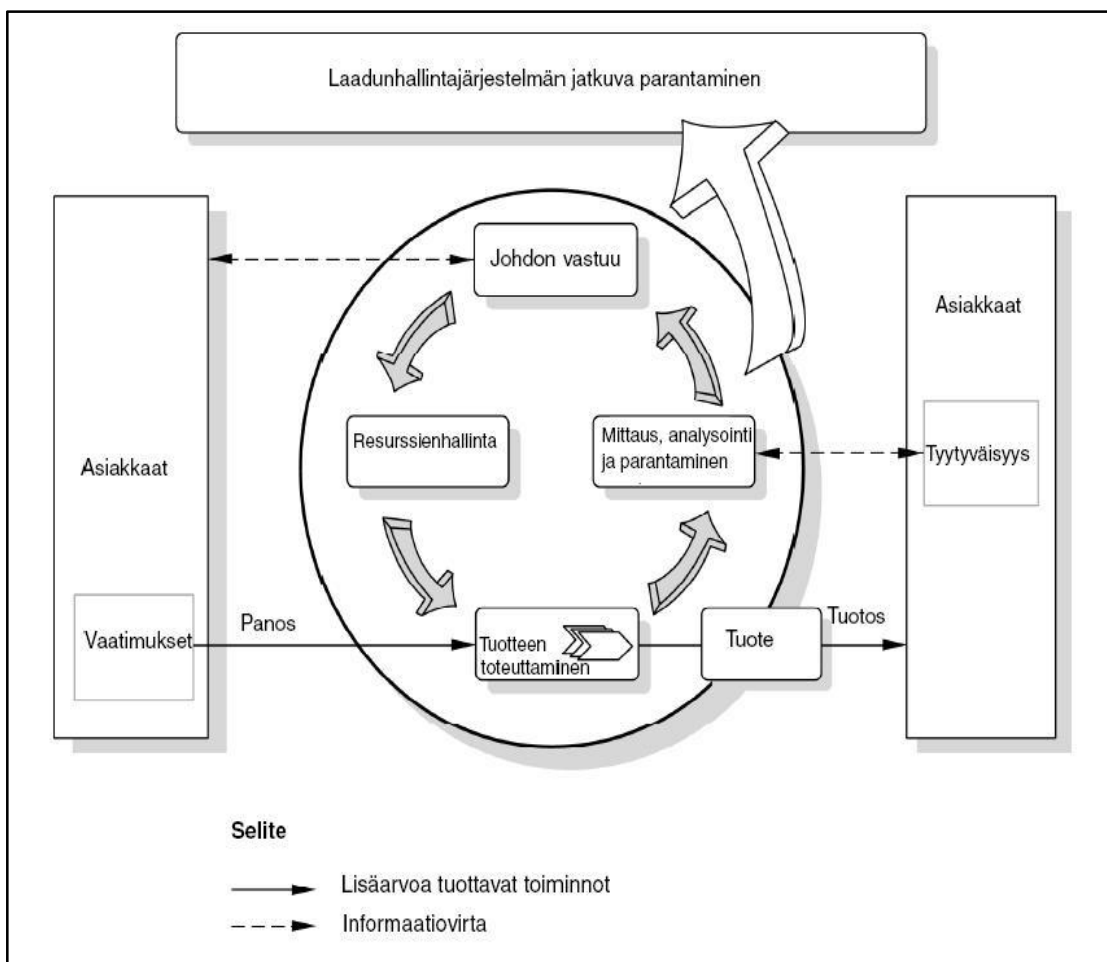 Laadunhallintajärjestelmän jatkuva parantaminen
Johdon vastuu
Asiakkaat
Asiakkaat
Resurssienhallinta
Mittaus, analysointi
ja parantaminen
Tyytyväisyys
Vaatimukset
Panos
Tuotteen
toteuttaminen
Tuote
Tuotos
Selite
Lisäarvoa tuottavat toiminnot
Informaatiovirta